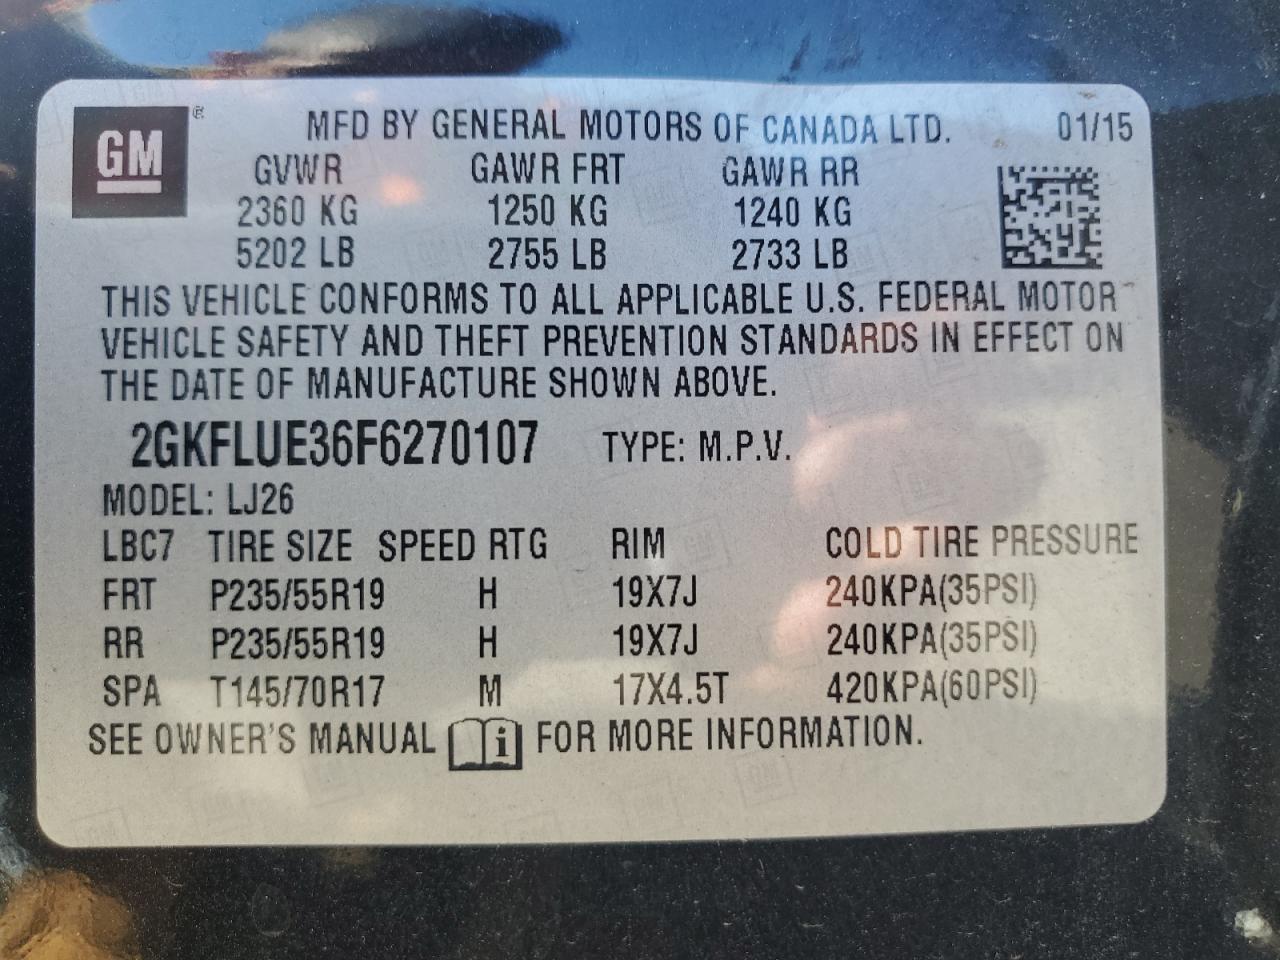 GM ®
MFD BY GENERAL MOTORS OF CANADA LTD. 01/15
GVWR GAWR FRT GAWR RR
2360 KG 1250 KG 1240 KG
5202 LB 2755 LB 2733 LB
THIS VEHICLE CONFORMS TO ALL APPLICABLE U.S. FEDERAL MOTOR
VEHICLE SAFETY AND THEFT PREVENTION STANDARDS IN EFFECT ON
THE DATE OF MANUFACTURE SHOWN ABOVE.
2GKFLUE36F6270107 TYPE: M.P.V.
MODEL: LJ26
LBC7 TIRE SIZE SPEED RTG RIM COLD TIRE PRESSURE
FRT P235/55R19 H 19X7J 240KPA(35PSI)
RR P235/55R19 H 19X7J 240KPA(35PSI)
SPA T145/70R17 M 17X4.5T 420KPA(60PSI)
SEE OWNER'S MANUAL i FOR MORE INFORMATION.